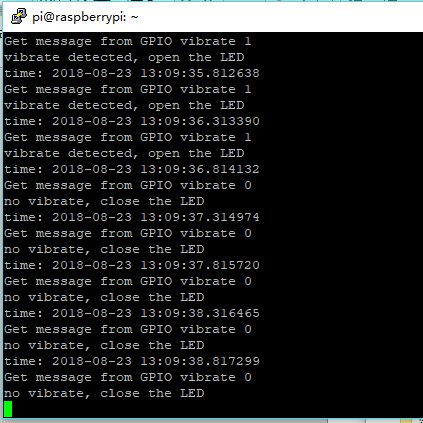 pi@raspberrypi: ~
Get message from GPIO vibrate 1
vibrate detected, open the LED
time: 2018-08-23 13:09:35.812638
Get message from GPIO vibrate 1
vibrate detected, open the LED
time: 2018-08-23 13:09:36.313390
Get message from GPIO vibrate 1
vibrate detected, open the LED
time: 2018-08-23 13:09:36.814132
Get message from GPIO vibrate 0
no vibrate, close the LED
time: 2018-08-23 13:09:37.314974
Get message from GPIO vibrate 0
no vibrate, close the LED
time: 2018-08-23 13:09:37.815720
Get message from GPIO vibrate 0
no vibrate, close the LED
time: 2018-08-23 13:09:38.316465
Get message from GPIO vibrate 0
no vibrate, close the LED
time: 2018-08-23 13:09:38.817299
Get message from GPIO vibrate 0
no vibrate, close the LED